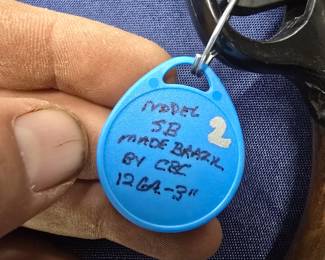 MODEL
SB
MADE BRAZIL
BY CBC
12 GA.-3"
2